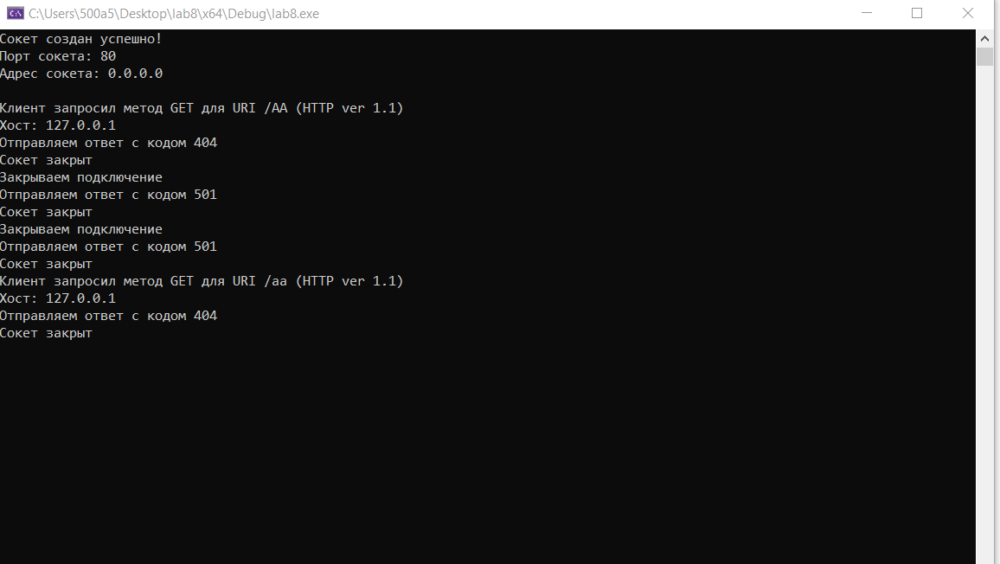 C:\Users\500a5\Desktop\lab8\x64\Debug\lab8.exe
Сокет создан успешно!
Порт сокета: 80
Адрес сокета: 0.0.0.0
Клиент запросил метод GET для URI /AA (HTTP ver 1.1)
Хост: 127.0.0.1
Отправляем ответ с кодом 404
Сокет закрыт
Закрываем подключение
Отправляем ответ с кодом 501
Сокет закрыт
Закрываем подключение
Отправляем ответ с кодом 501
Сокет закрыт
Клиент запросил метод GET для URI /aa (HTTP ver 1.1)
Хост: 127.0.0.1
Отправляем ответ с кодом 404
Сокет закрыт